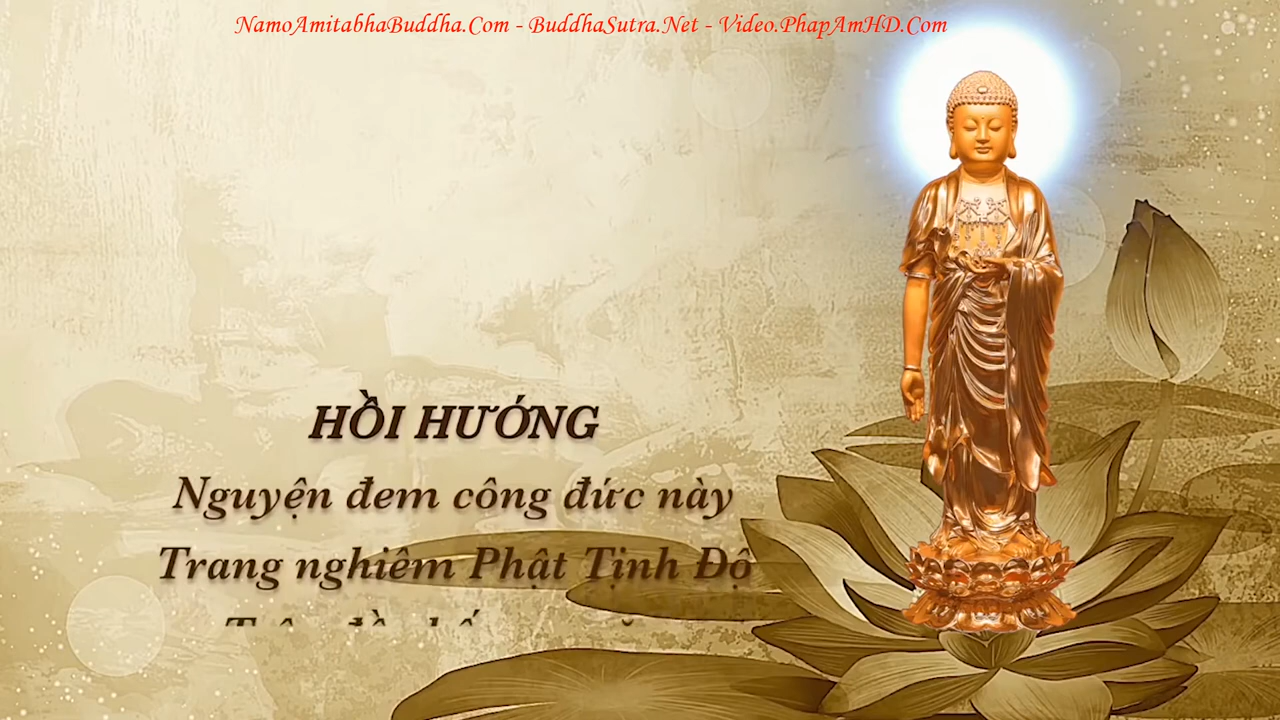 NamoAmitabhaBuddha.Com - BuddhaSutra.Net - Video.PhapAmHD.Com
HỒI HƯỚNG
Nguyện đem công đức này
Trang nghiêm Phật Tịnh Độ